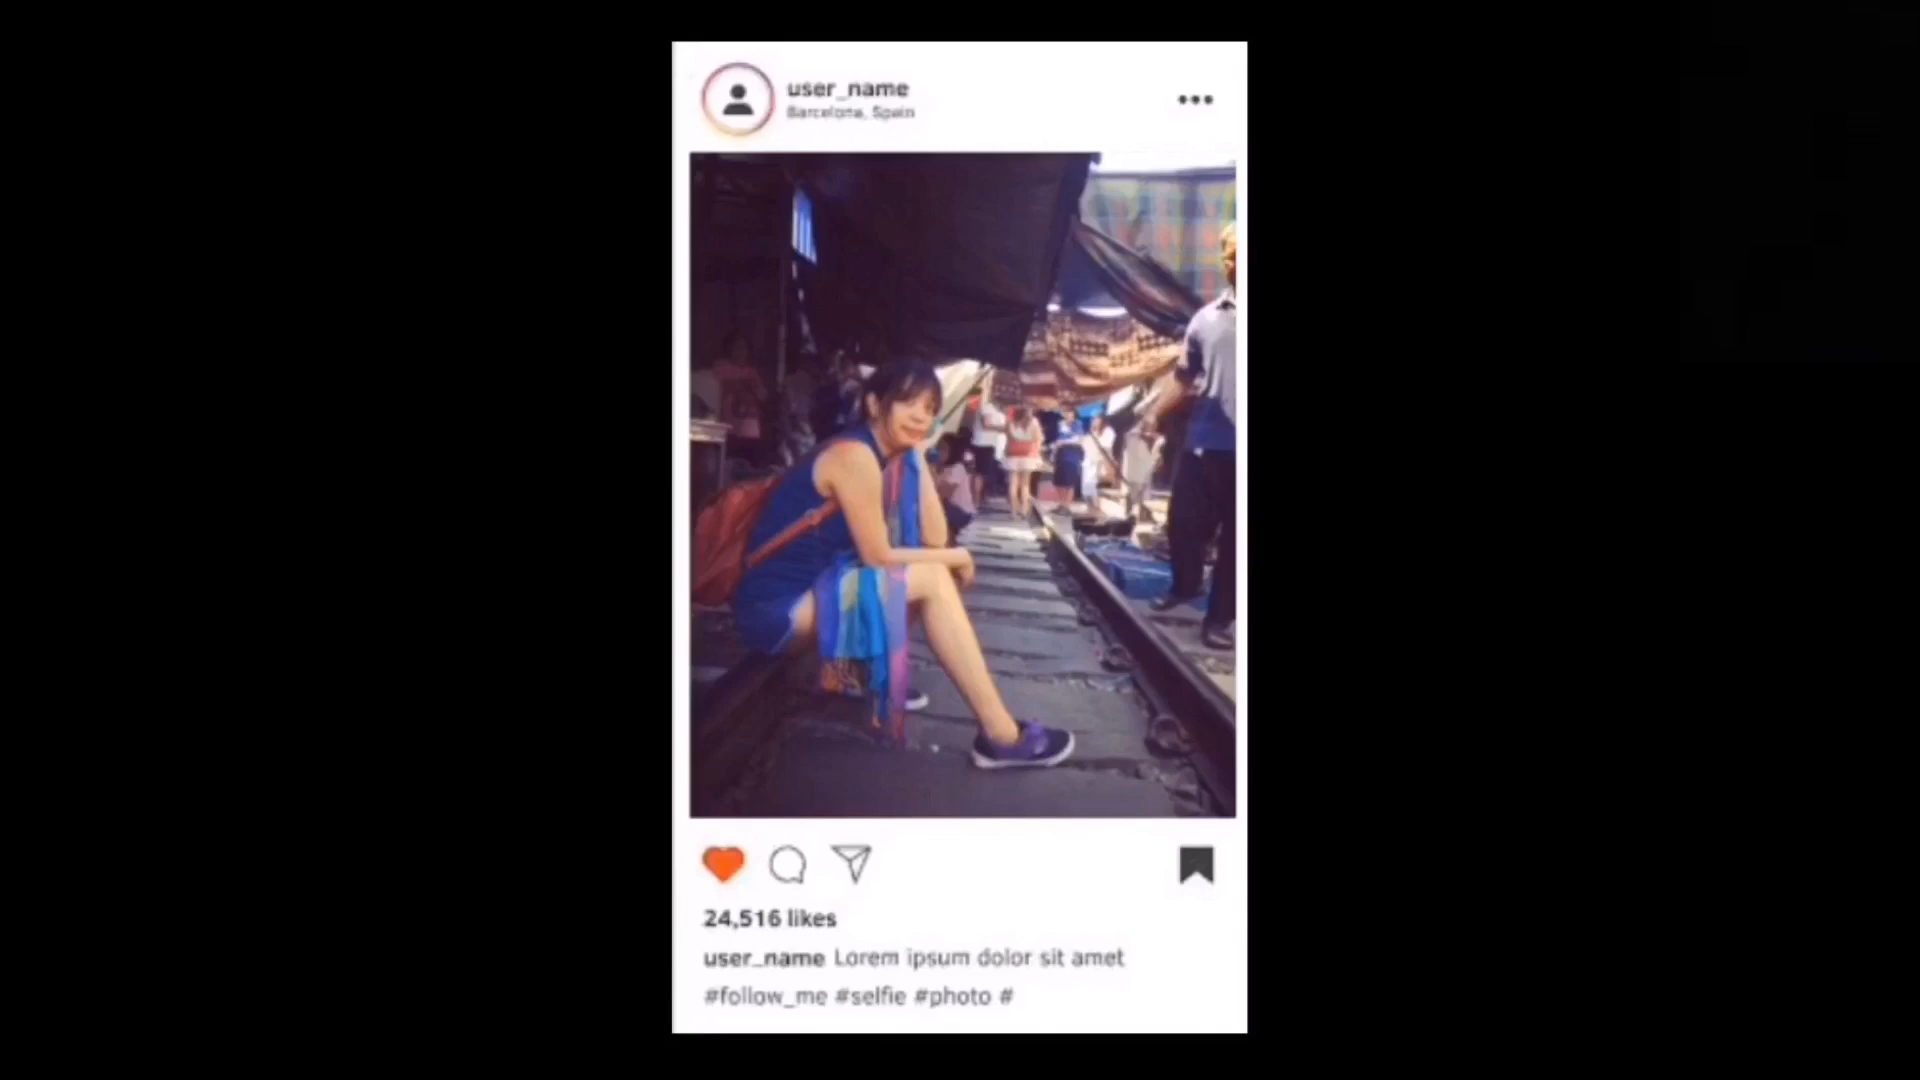 user_name
Barcelona, Spain
24,516 likes
user_name Lorem ipsum dolor sit amet
#follow_me #selfie #photo #